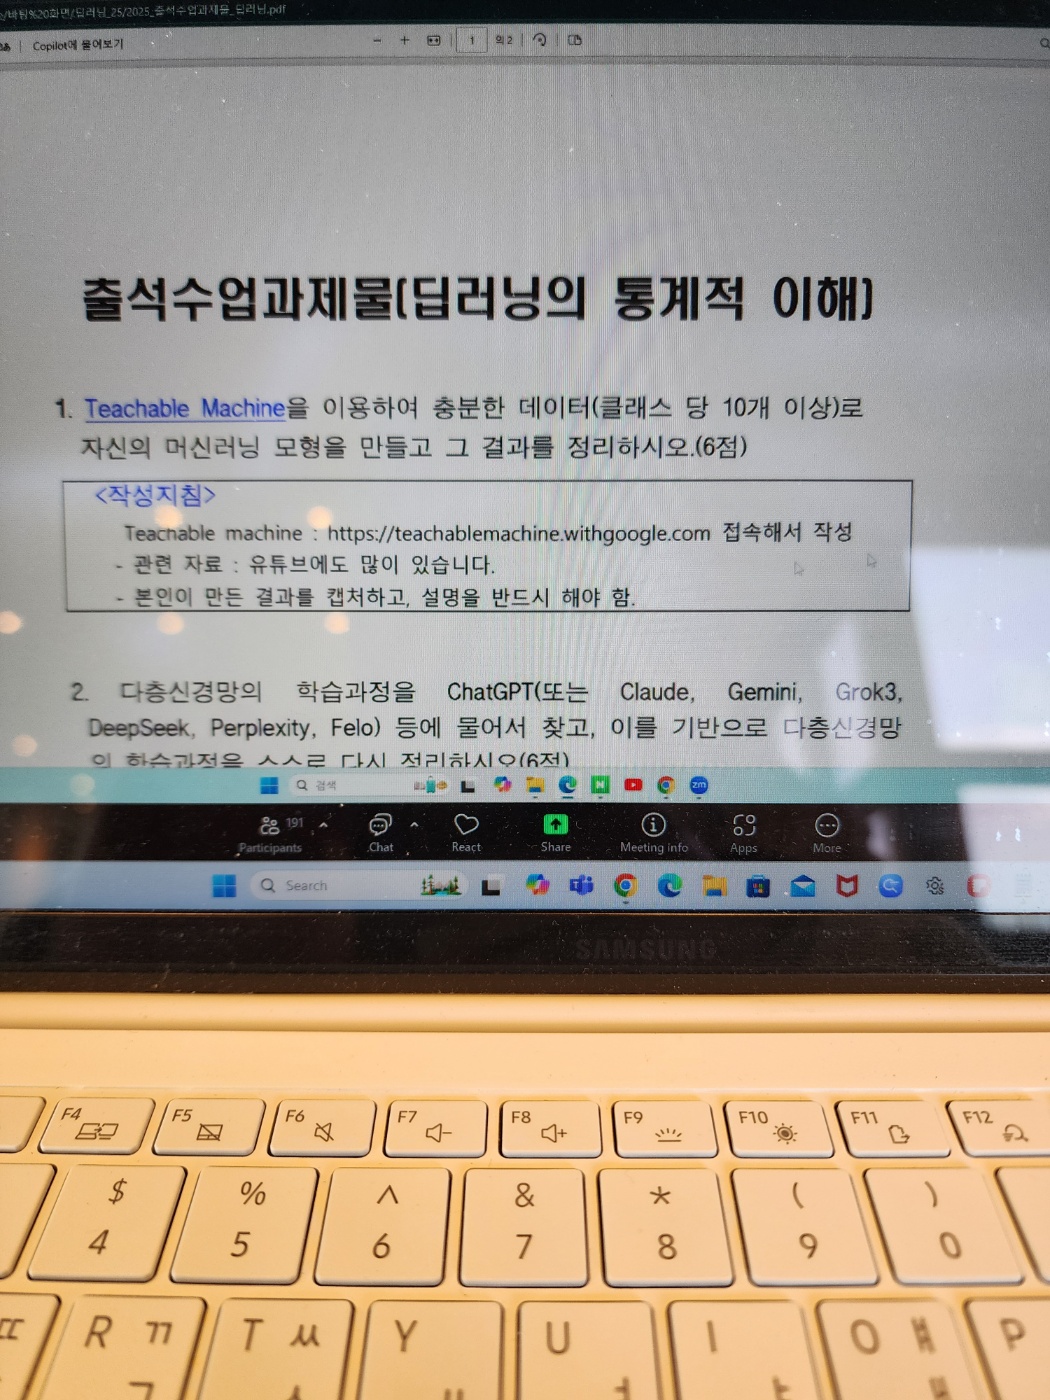 /바탕%20화면/딥러닝_25/2025_출석수업과제물_딥러닝.pdf
Copilot에 물어보기
− + 1 의 2
출석수업과제물(딥러닝의 통계적 이해)
1. Teachable Machine을 이용하여 충분한 데이터(클래스 당 10개 이상)로
자신의 머신러닝 모형을 만들고 그 결과를 정리하시오.(6점)
<작성지침>
Teachable machine : https://teachablemachine.withgoogle.com 접속해서 작성
- 관련 자료 : 유튜브에도 많이 있습니다.
- 본인이 만든 결과를 캡처하고, 설명을 반드시 해야 함.
2. 다층신경망의 학습과정을 ChatGPT(또는 Claude, Gemini, Grok3,
DeepSeek, Perplexity, Felo) 등에 물어서 찾고, 이를 기반으로 다층신경망
의 학습과정을 스스로 다시 정리하시오(6점)
검색
zm
191
Participants Chat React Share Meeting info Apps More
Search
SAMSUNG
F4 F5 F6 F7 F8 F9 F10 F11 F12
$ % ^ & * ( )
4 5 6 7 8 9 0
ㄸ R ㄲ T ㅆ Y U I O ㅒ P